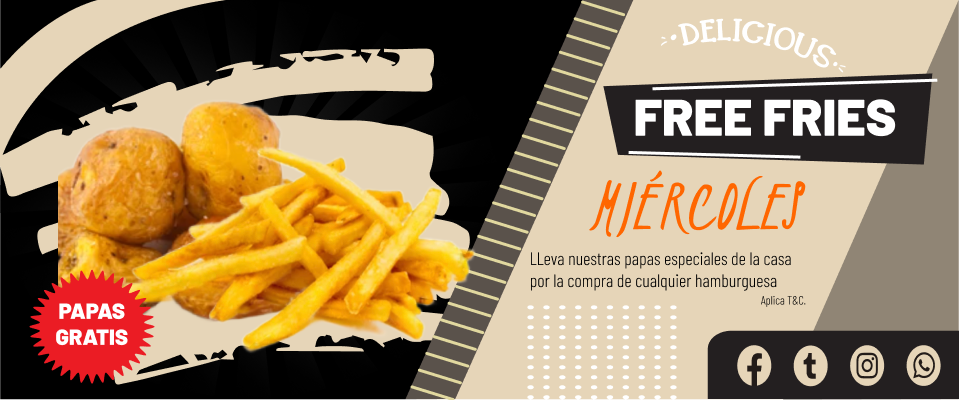 DELICIOUS
FREE FRIES
MIÉRCOLES
LLeva nuestras papas especiales de la casa
por la compra de cualquier hamburguesa
Aplica T&C.
PAPAS
GRATIS